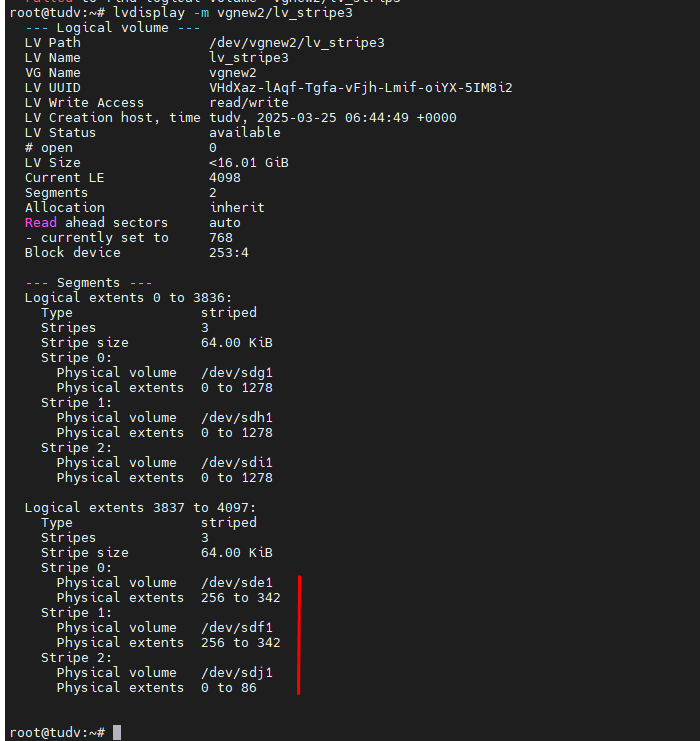 root@tudv:~# lvdisplay -m vgnew2/lv_stripe3
--- Logical volume ---
LV Path /dev/vgnew2/lv_stripe3
LV Name lv_stripe3
VG Name vgnew2
LV UUID VHdXaz-lAqf-Tgfa-vFjh-Lmif-oiYX-5IM8i2
LV Write Access read/write
LV Creation host, time tudv, 2025-03-25 06:44:49 +0000
LV Status available
# open 0
LV Size <16.01 GiB
Current LE 4098
Segments 2
Allocation inherit
Read ahead sectors auto
- currently set to 768
Block device 253:4
--- Segments ---
Logical extents 0 to 3836:
Type striped
Stripes 3
Stripe size 64.00 KiB
Stripe 0:
Physical volume /dev/sdg1
Physical extents 0 to 1278
Stripe 1:
Physical volume /dev/sdh1
Physical extents 0 to 1278
Stripe 2:
Physical volume /dev/sdi1
Physical extents 0 to 1278
Logical extents 3837 to 4097:
Type striped
Stripes 3
Stripe size 64.00 KiB
Stripe 0:
Physical volume /dev/sde1
Physical extents 256 to 342
Stripe 1:
Physical volume /dev/sdf1
Physical extents 256 to 342
Stripe 2:
Physical volume /dev/sdj1
Physical extents 0 to 86
root@tudv:~#